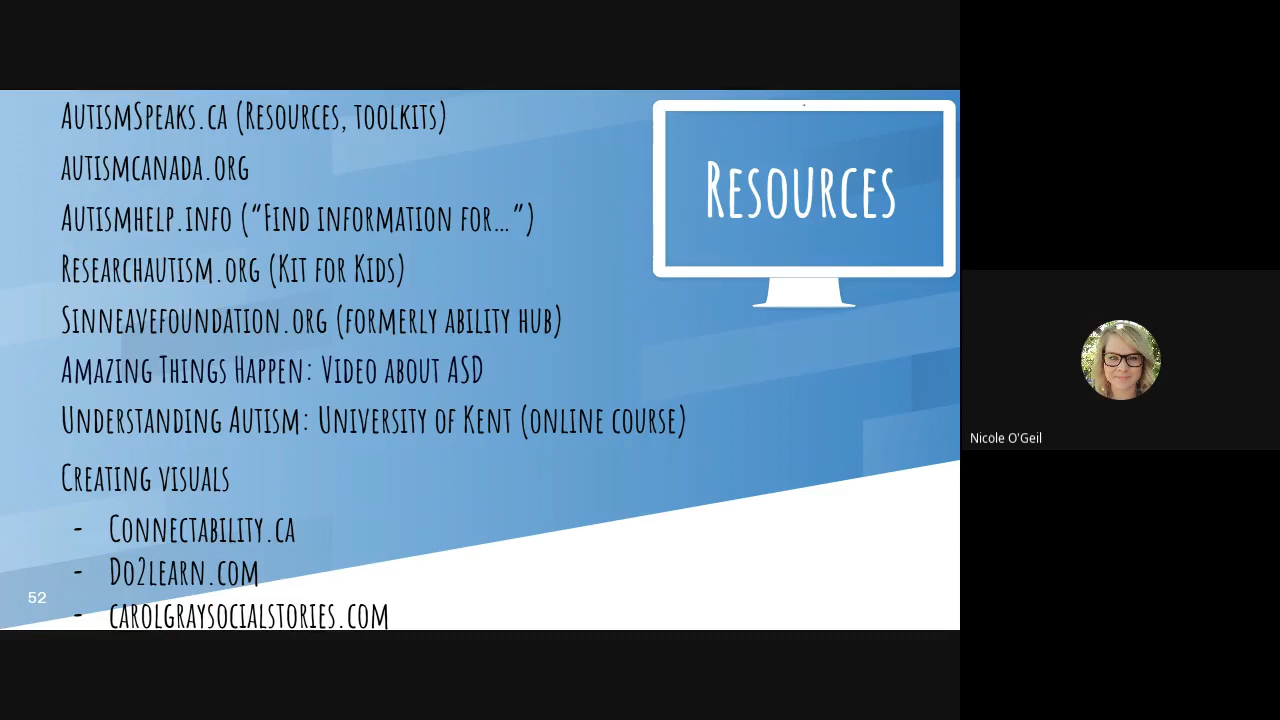 AutismSpeaks.ca (Resources, toolkits)
autismcanada.org
Autismhelp.info (“Find information for…”)
Researchautism.org (Kit for Kids)
Sinneavefoundation.org (formerly ability hub)
Amazing Things Happen: Video about ASD
Understanding Autism: University of Kent (online course)
Creating visuals
- Connectability.ca
- Do2learn.com
- carolgraysocialstories.com
52
Resources
Nicole O'Geil